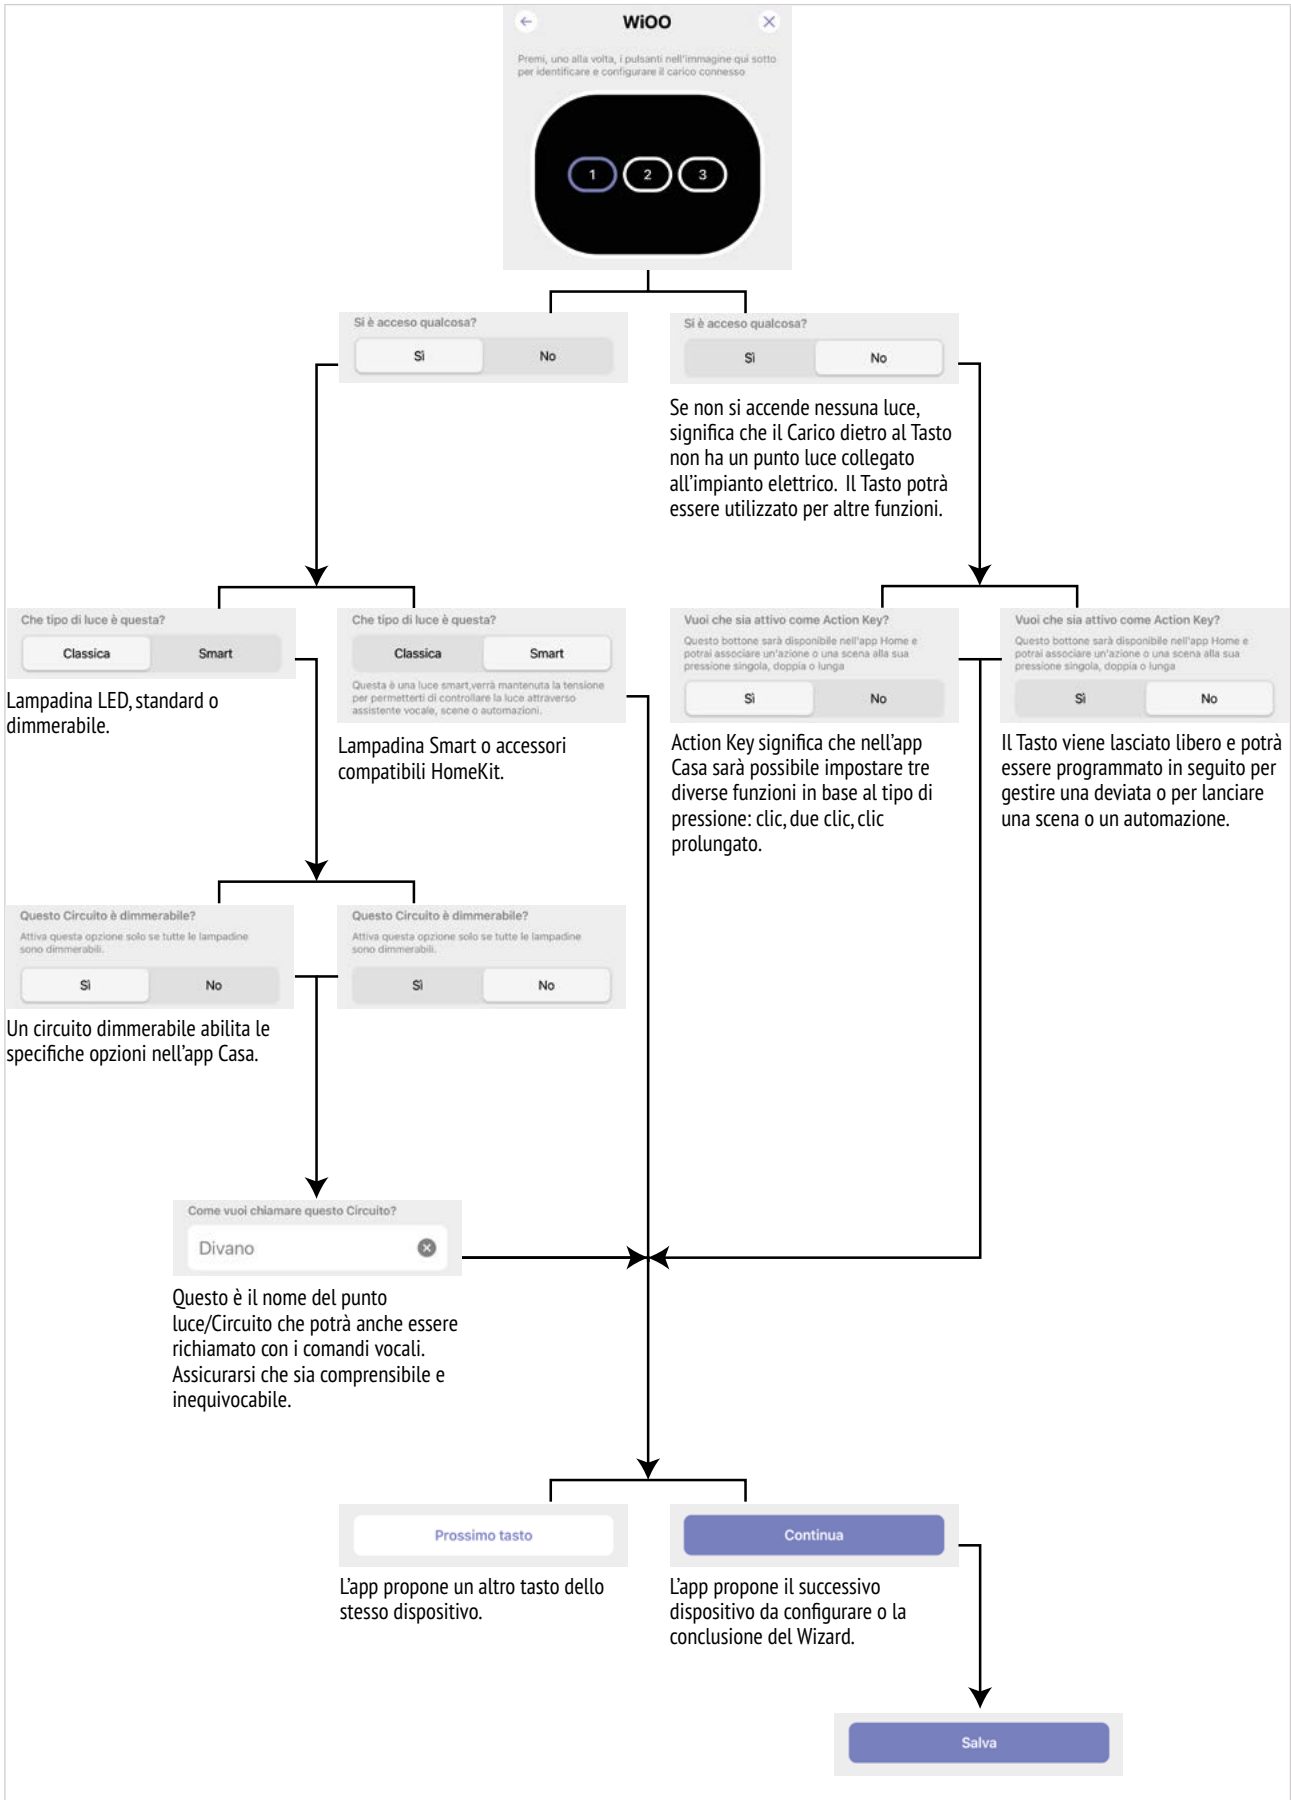 WiOO
Premi, uno alla volta, i pulsanti nell'immagine qui sotto
per identificare e configurare il carico connesso
1
2
3
Si è acceso qualcosa?
Sì
No
Si è acceso qualcosa?
Sì
No
Se non si accende nessuna luce,
significa che il Carico dietro al Tasto
non ha un punto luce collegato
all'impianto elettrico. Il Tasto potrà
essere utilizzato per altre funzioni.
Che tipo di luce è questa?
Classica
Smart
Lampadina LED, standard o
dimmerabile.
Che tipo di luce è questa?
Classica
Smart
Questa è una luce smart,verrà mantenuta la tensione
per permetterti di controllare la luce attraverso
assistente vocale, scene o automazioni.
Lampadina Smart o accessori
compatibili HomeKit.
Vuoi che sia attivo come Action Key?
Questo bottone sarà disponibile nell'app Home e
potrai associare un'azione o una scena alla sua
pressione singola, doppia o lunga
Sì
No
Action Key significa che nell'app
Casa sarà possibile impostare tre
diverse funzioni in base al tipo di
pressione: clic, due clic, clic
prolungato.
Vuoi che sia attivo come Action Key?
Questo bottone sarà disponibile nell'app Home e
potrai associare un'azione o una scena alla sua
pressione singola, doppia o lunga
Sì
No
Il Tasto viene lasciato libero e potrà
essere programmato in seguito per
gestire una deviata o per lanciare
una scena o un automazione.
Questo Circuito è dimmerabile?
Attiva questa opzione solo se tutte le lampadine
sono dimmerabili.
Sì
No
Un circuito dimmerabile abilita le
specifiche opzioni nell'app Casa.
Questo Circuito è dimmerabile?
Attiva questa opzione solo se tutte le lampadine
sono dimmerabili.
Sì
No
Come vuoi chiamare questo Circuito?
Divano
Questo è il nome del punto
luce/Circuito che potrà anche essere
richiamato con i comandi vocali.
Assicurarsi che sia comprensibile e
inequivocabile.
Prossimo tasto
L'app propone un altro tasto dello
stesso dispositivo.
Continua
L'app propone il successivo
dispositivo da configurare o la
conclusione del Wizard.
Salva